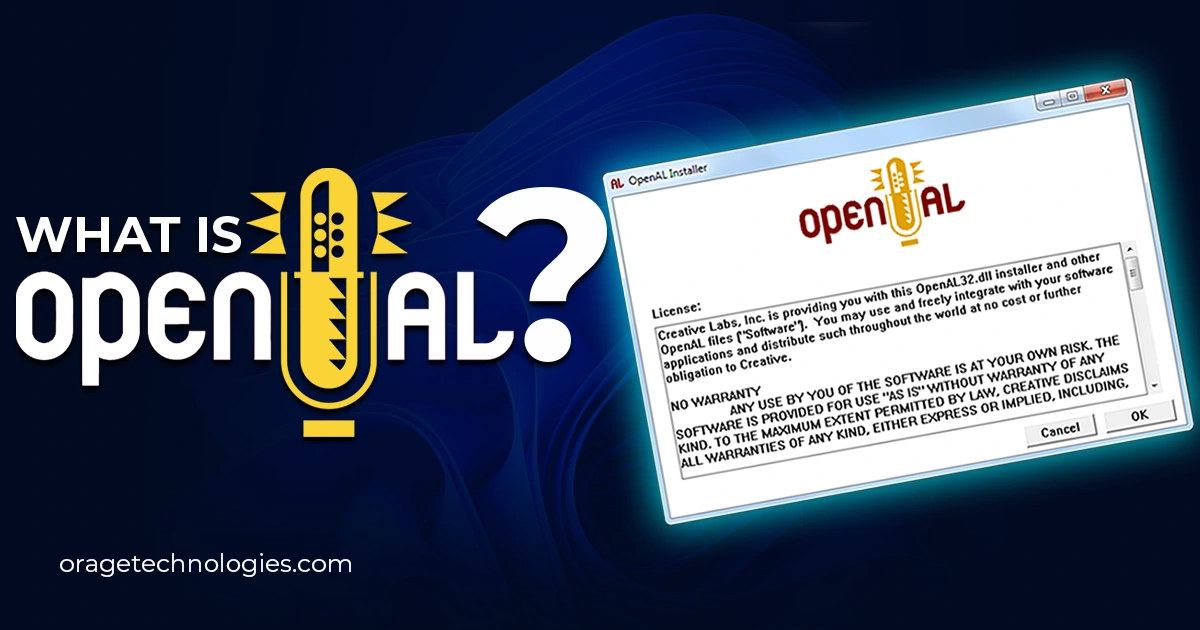 WHAT IS
OpenAL?
AL OpenAL Installer
OpenAL
License:
Creative Labs, Inc. is providing you with this OpenAL32.dll installer and other
OpenAL files ("Software"). You may use and freely integrate with your software
applications and distribute such throughout the world at no cost or further
obligation to Creative.
NO WARRANTY
ANY USE BY YOU OF THE SOFTWARE IS AT YOUR OWN RISK. THE
SOFTWARE IS PROVIDED FOR USE "AS IS" WITHOUT WARRANTY OF ANY
KIND. TO THE MAXIMUM EXTENT PERMITTED BY LAW, CREATIVE DISCLAIMS
ALL WARRANTIES OF ANY KIND, EITHER EXPRESS OR IMPLIED, INCLUDING,
Cancel OK
oragetechnologies.com